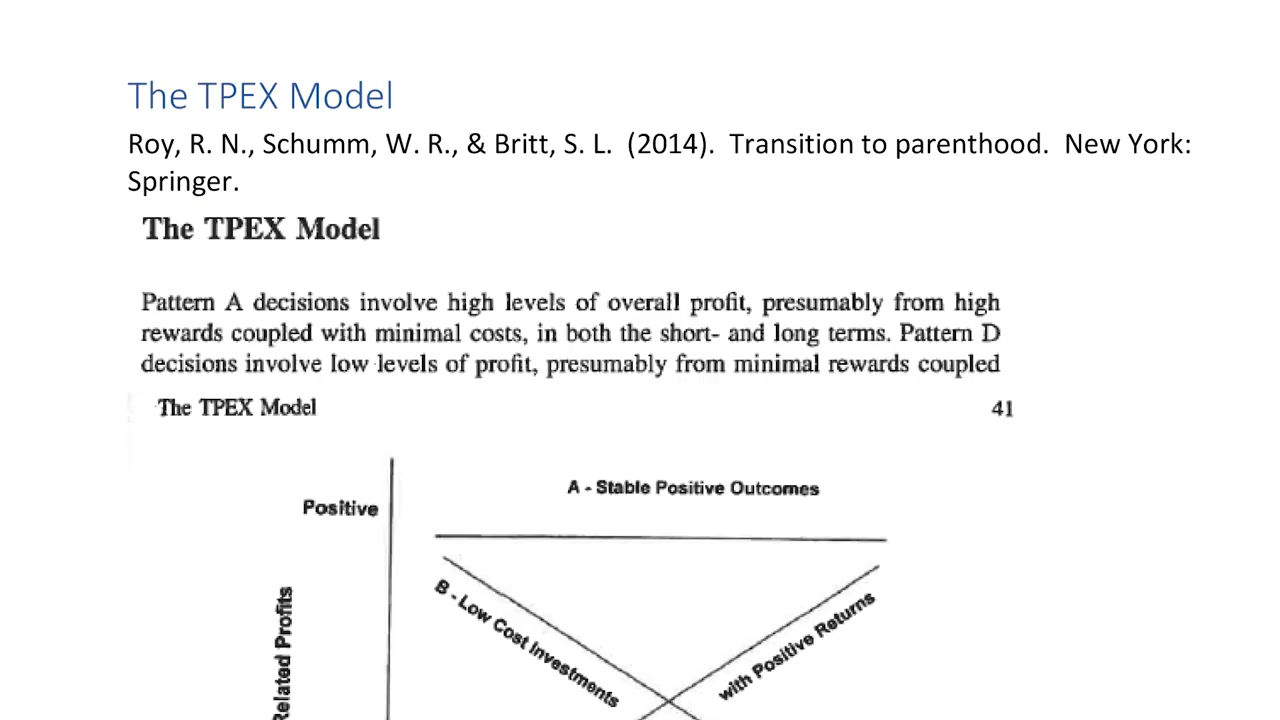 The TPEX Model
Roy, R. N., Schumm, W. R., & Britt, S. L. (2014). Transition to parenthood. New York:
Springer.
The TPEX Model
Pattern A decisions involve high levels of overall profit, presumably from high
rewards coupled with minimal costs, in both the short- and long terms. Pattern D
decisions involve low levels of profit, presumably from minimal rewards coupled
The TPEX Model 41
A - Stable Positive Outcomes
Positive
B - Low Cost Investments
with Positive Returns
Related Profits